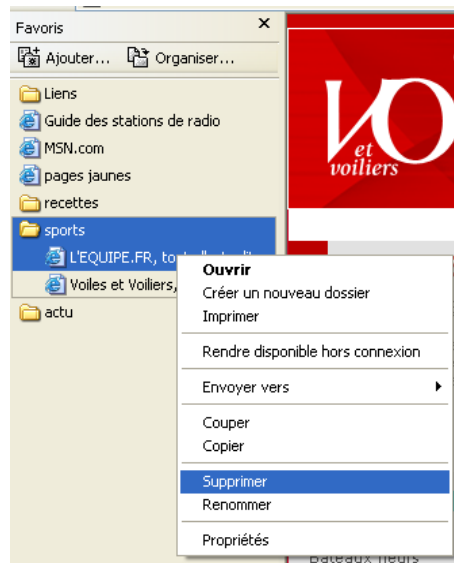 Favoris
Ajouter... Organiser...
Liens
Guide des stations de radio
MSN.com
pages jaunes
recettes
sports
L'EQUIPE.FR,
Voiles et Voiliers,
actu
VO
et
voiliers
Ouvrir
Créer un nouveau dossier
Imprimer
Rendre disponible hors connexion
Envoyer vers
Couper
Copier
Supprimer
Renommer
Propriétés
Bateaux neufs